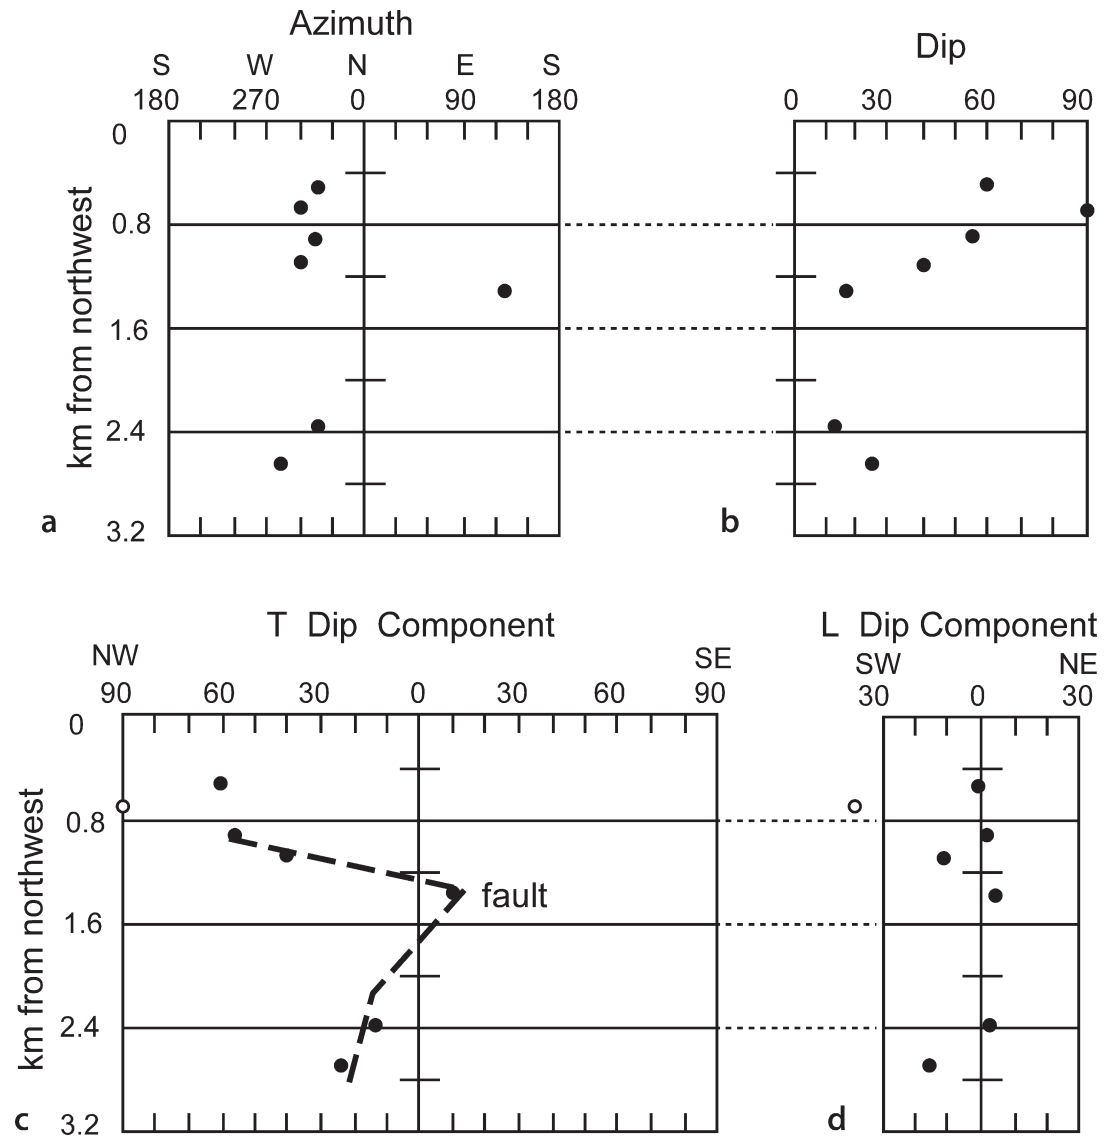 Azimuth
S W N E S
180 270 0 90 180
0
0.8
1.6
2.4
3.2
km from northwest
a
Dip
0 30 60 90
b
T Dip Component
NW SE
90 60 30 0 30 60 90
0
0.8
1.6
2.4
3.2
km from northwest
fault
c
L Dip Component
SW NE
30 0 30
d